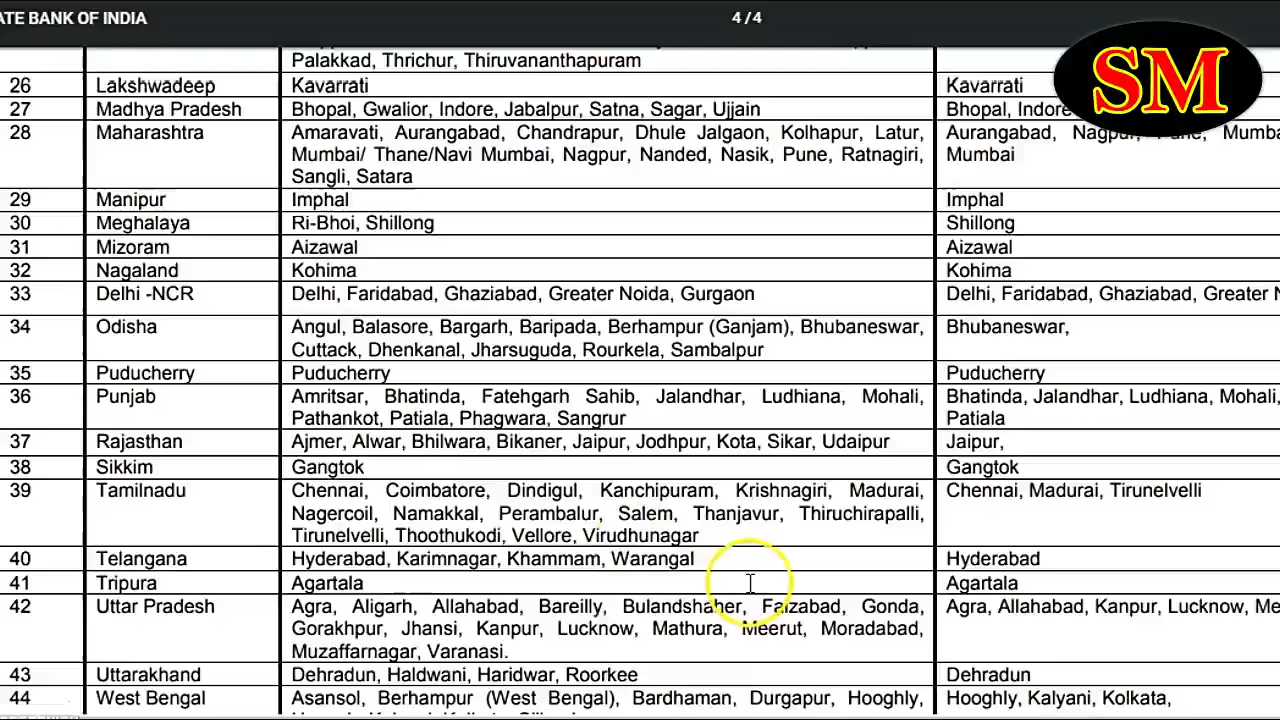 ATE BANK OF INDIA 4 / 4
SM
Palakkad, Thrichur, Thiruvananthapuram
26 Lakshwadeep Kavarrati Kavarrati
27 Madhya Pradesh Bhopal, Gwalior, Indore, Jabalpur, Satna, Sagar, Ujjain Bhopal, Indore
28 Maharashtra Amaravati, Aurangabad, Chandrapur, Dhule Jalgaon, Kolhapur, Latur, Aurangabad, Nagpur, Pune, Mumba
Mumbai/ Thane/Navi Mumbai, Nagpur, Nanded, Nasik, Pune, Ratnagiri, Mumbai
Sangli, Satara
29 Manipur Imphal Imphal
30 Meghalaya Ri-Bhoi, Shillong Shillong
31 Mizoram Aizawal Aizawal
32 Nagaland Kohima Kohima
33 Delhi -NCR Delhi, Faridabad, Ghaziabad, Greater Noida, Gurgaon Delhi, Faridabad, Ghaziabad, Greater N
34 Odisha Angul, Balasore, Bargarh, Baripada, Berhampur (Ganjam), Bhubaneswar, Bhubaneswar,
Cuttack, Dhenkanal, Jharsuguda, Rourkela, Sambalpur
35 Puducherry Puducherry Puducherry
36 Punjab Amritsar, Bhatinda, Fatehgarh Sahib, Jalandhar, Ludhiana, Mohali, Bhatinda, Jalandhar, Ludhiana, Mohali,
Pathankot, Patiala, Phagwara, Sangrur Patiala
37 Rajasthan Ajmer, Alwar, Bhilwara, Bikaner, Jaipur, Jodhpur, Kota, Sikar, Udaipur Jaipur,
38 Sikkim Gangtok Gangtok
39 Tamilnadu Chennai, Coimbatore, Dindigul, Kanchipuram, Krishnagiri, Madurai, Chennai, Madurai, Tirunelvelli
Nagercoil, Namakkal, Perambalur, Salem, Thanjavur, Thiruchirapalli,
Tirunelvelli, Thoothukodi, Vellore, Virudhunagar
40 Telangana Hyderabad, Karimnagar, Khammam, Warangal Hyderabad
41 Tripura Agartala Agartala
42 Uttar Pradesh Agra, Aligarh, Allahabad, Bareilly, Bulandshaher, Faizabad, Gonda, Agra, Allahabad, Kanpur, Lucknow, Me
Gorakhpur, Jhansi, Kanpur, Lucknow, Mathura, Meerut, Moradabad,
Muzaffarnagar, Varanasi.
43 Uttarakhand Dehradun, Haldwani, Haridwar, Roorkee Dehradun
44 West Bengal Asansol, Berhampur (West Bengal), Bardhaman, Durgapur, Hooghly, Hooghly, Kalyani, Kolkata,